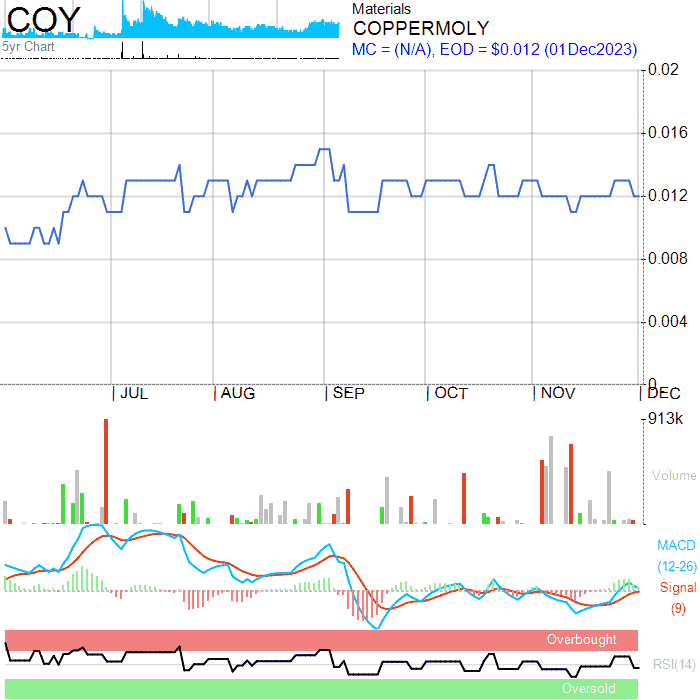 COY
5yr Chart
Materials
COPPERMOLY
MC = (N/A), EOD = $0.012 (01Dec2023)
0.02
0.016
0.012
0.008
0.004
0
JUL AUG SEP OCT NOV DEC
913k
Volume
MACD
(12-26)
Signal
(9)
Overbought
RSI(14)
Oversold